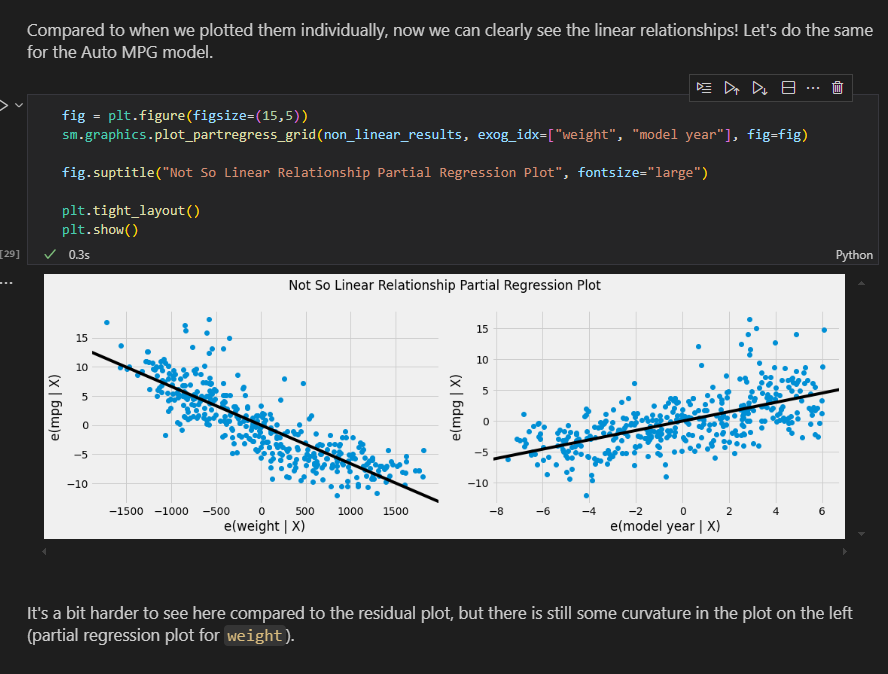 Compared to when we plotted them individually, now we can clearly see the linear relationships! Let's do the same
for the Auto MPG model.
fig = plt.figure(figsize=(15,5))
sm.graphics.plot_partregress_grid(non_linear_results, exog_idx=["weight", "model year"], fig=fig)
fig.suptitle("Not So Linear Relationship Partial Regression Plot", fontsize="large")
plt.tight_layout()
plt.show()
[29]
0.3s
Python
Not So Linear Relationship Partial Regression Plot
e(mpg | X)
15
10
5
0
−5
−10
−1500 −1000 −500 0 500 1000 1500
e(weight | X)
e(mpg | X)
15
10
5
0
−5
−10
−8 −6 −4 −2 0 2 4 6
e(model year | X)
It's a bit harder to see here compared to the residual plot, but there is still some curvature in the plot on the left
(partial regression plot for weight).